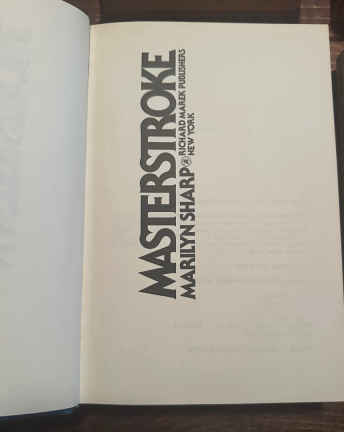 MASTERSTROKE
MARILYN SHARP
RICHARD MAREK PUBLISHERS
NEW YORK